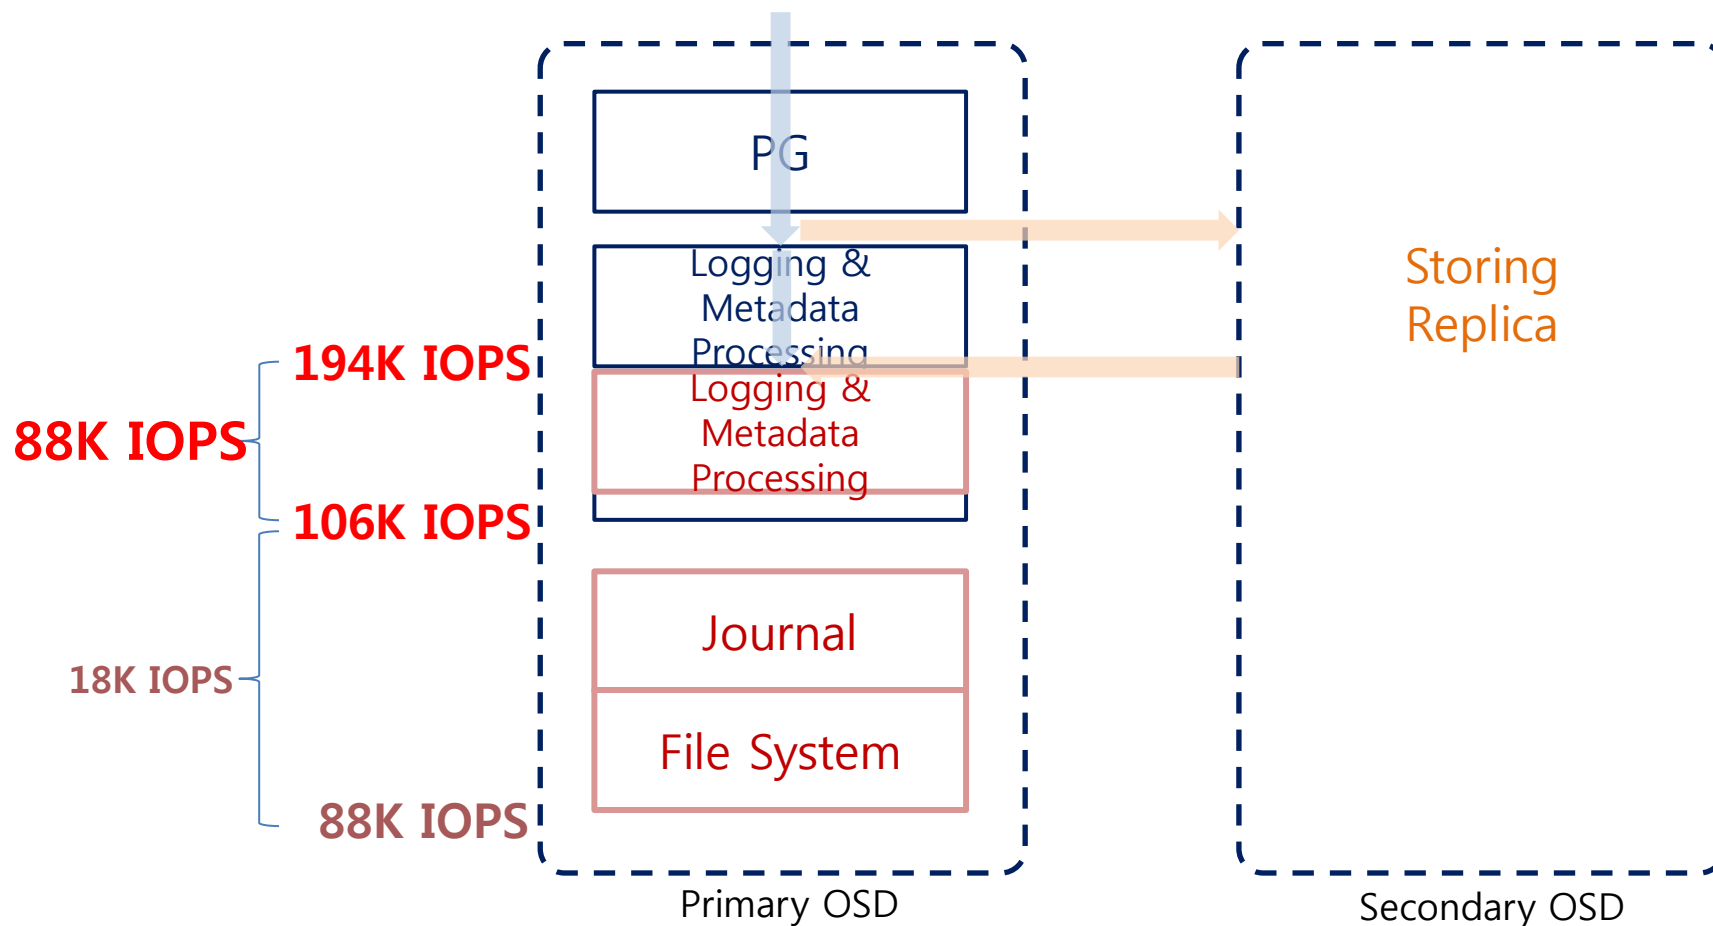 PG
Logging &
Metadata
Processing
Storing
Replica
194K IOPS
Logging &
Metadata
Processing
88K IOPS
106K IOPS
Journal
18K IOPS
File System
88K IOPS
Primary OSD
Secondary OSD